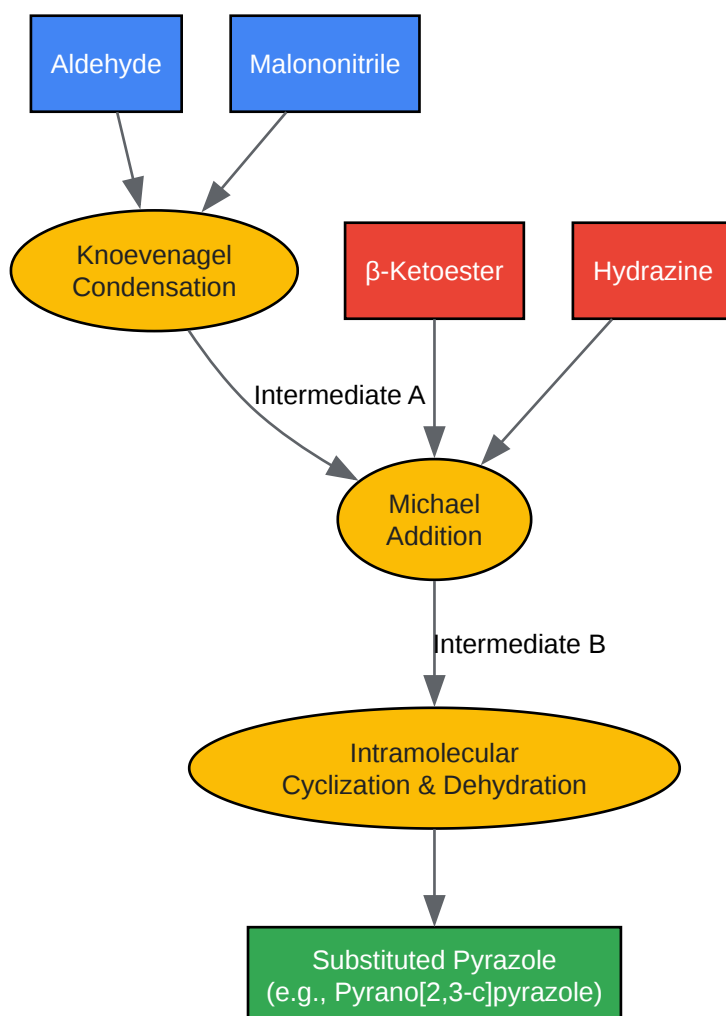 Aldehyde
Malononitrile
Knoevenagel
Condensation
β-Ketoester
Hydrazine
Intermediate A
Michael
Addition
Intermediate B
Intramolecular
Cyclization & Dehydration
Substituted Pyrazole
(e.g., Pyrano[2,3-c]pyrazole)